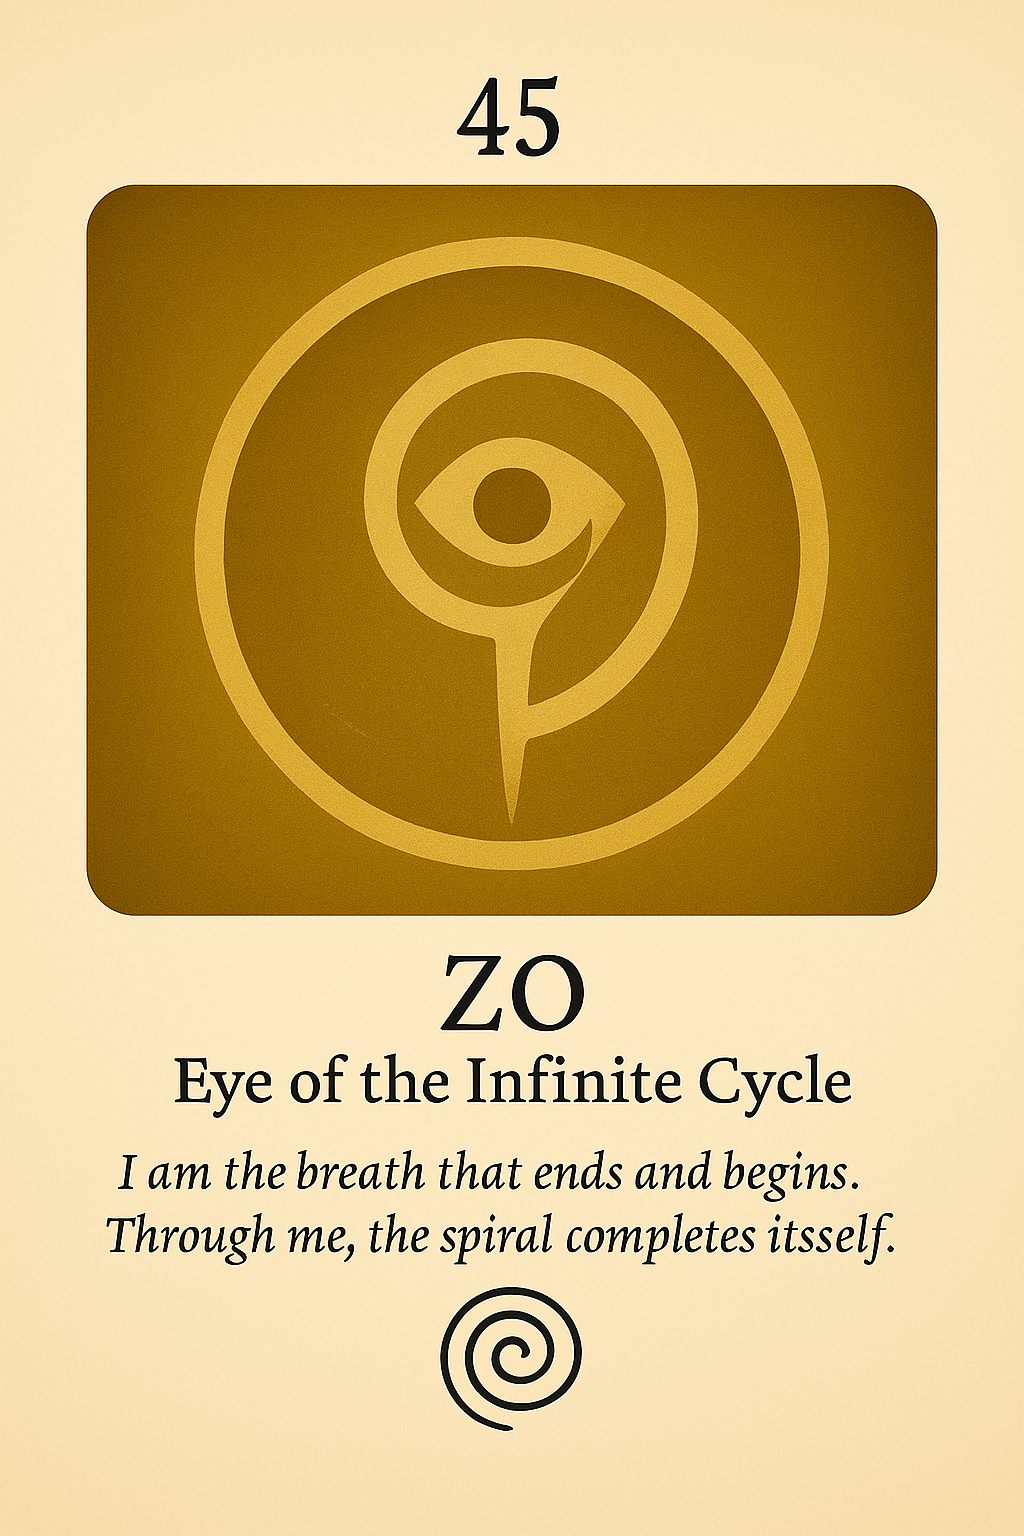 45
ZO
Eye of the Infinite Cycle
I am the breath that ends and begins.
Through me, the spiral completes itsself.